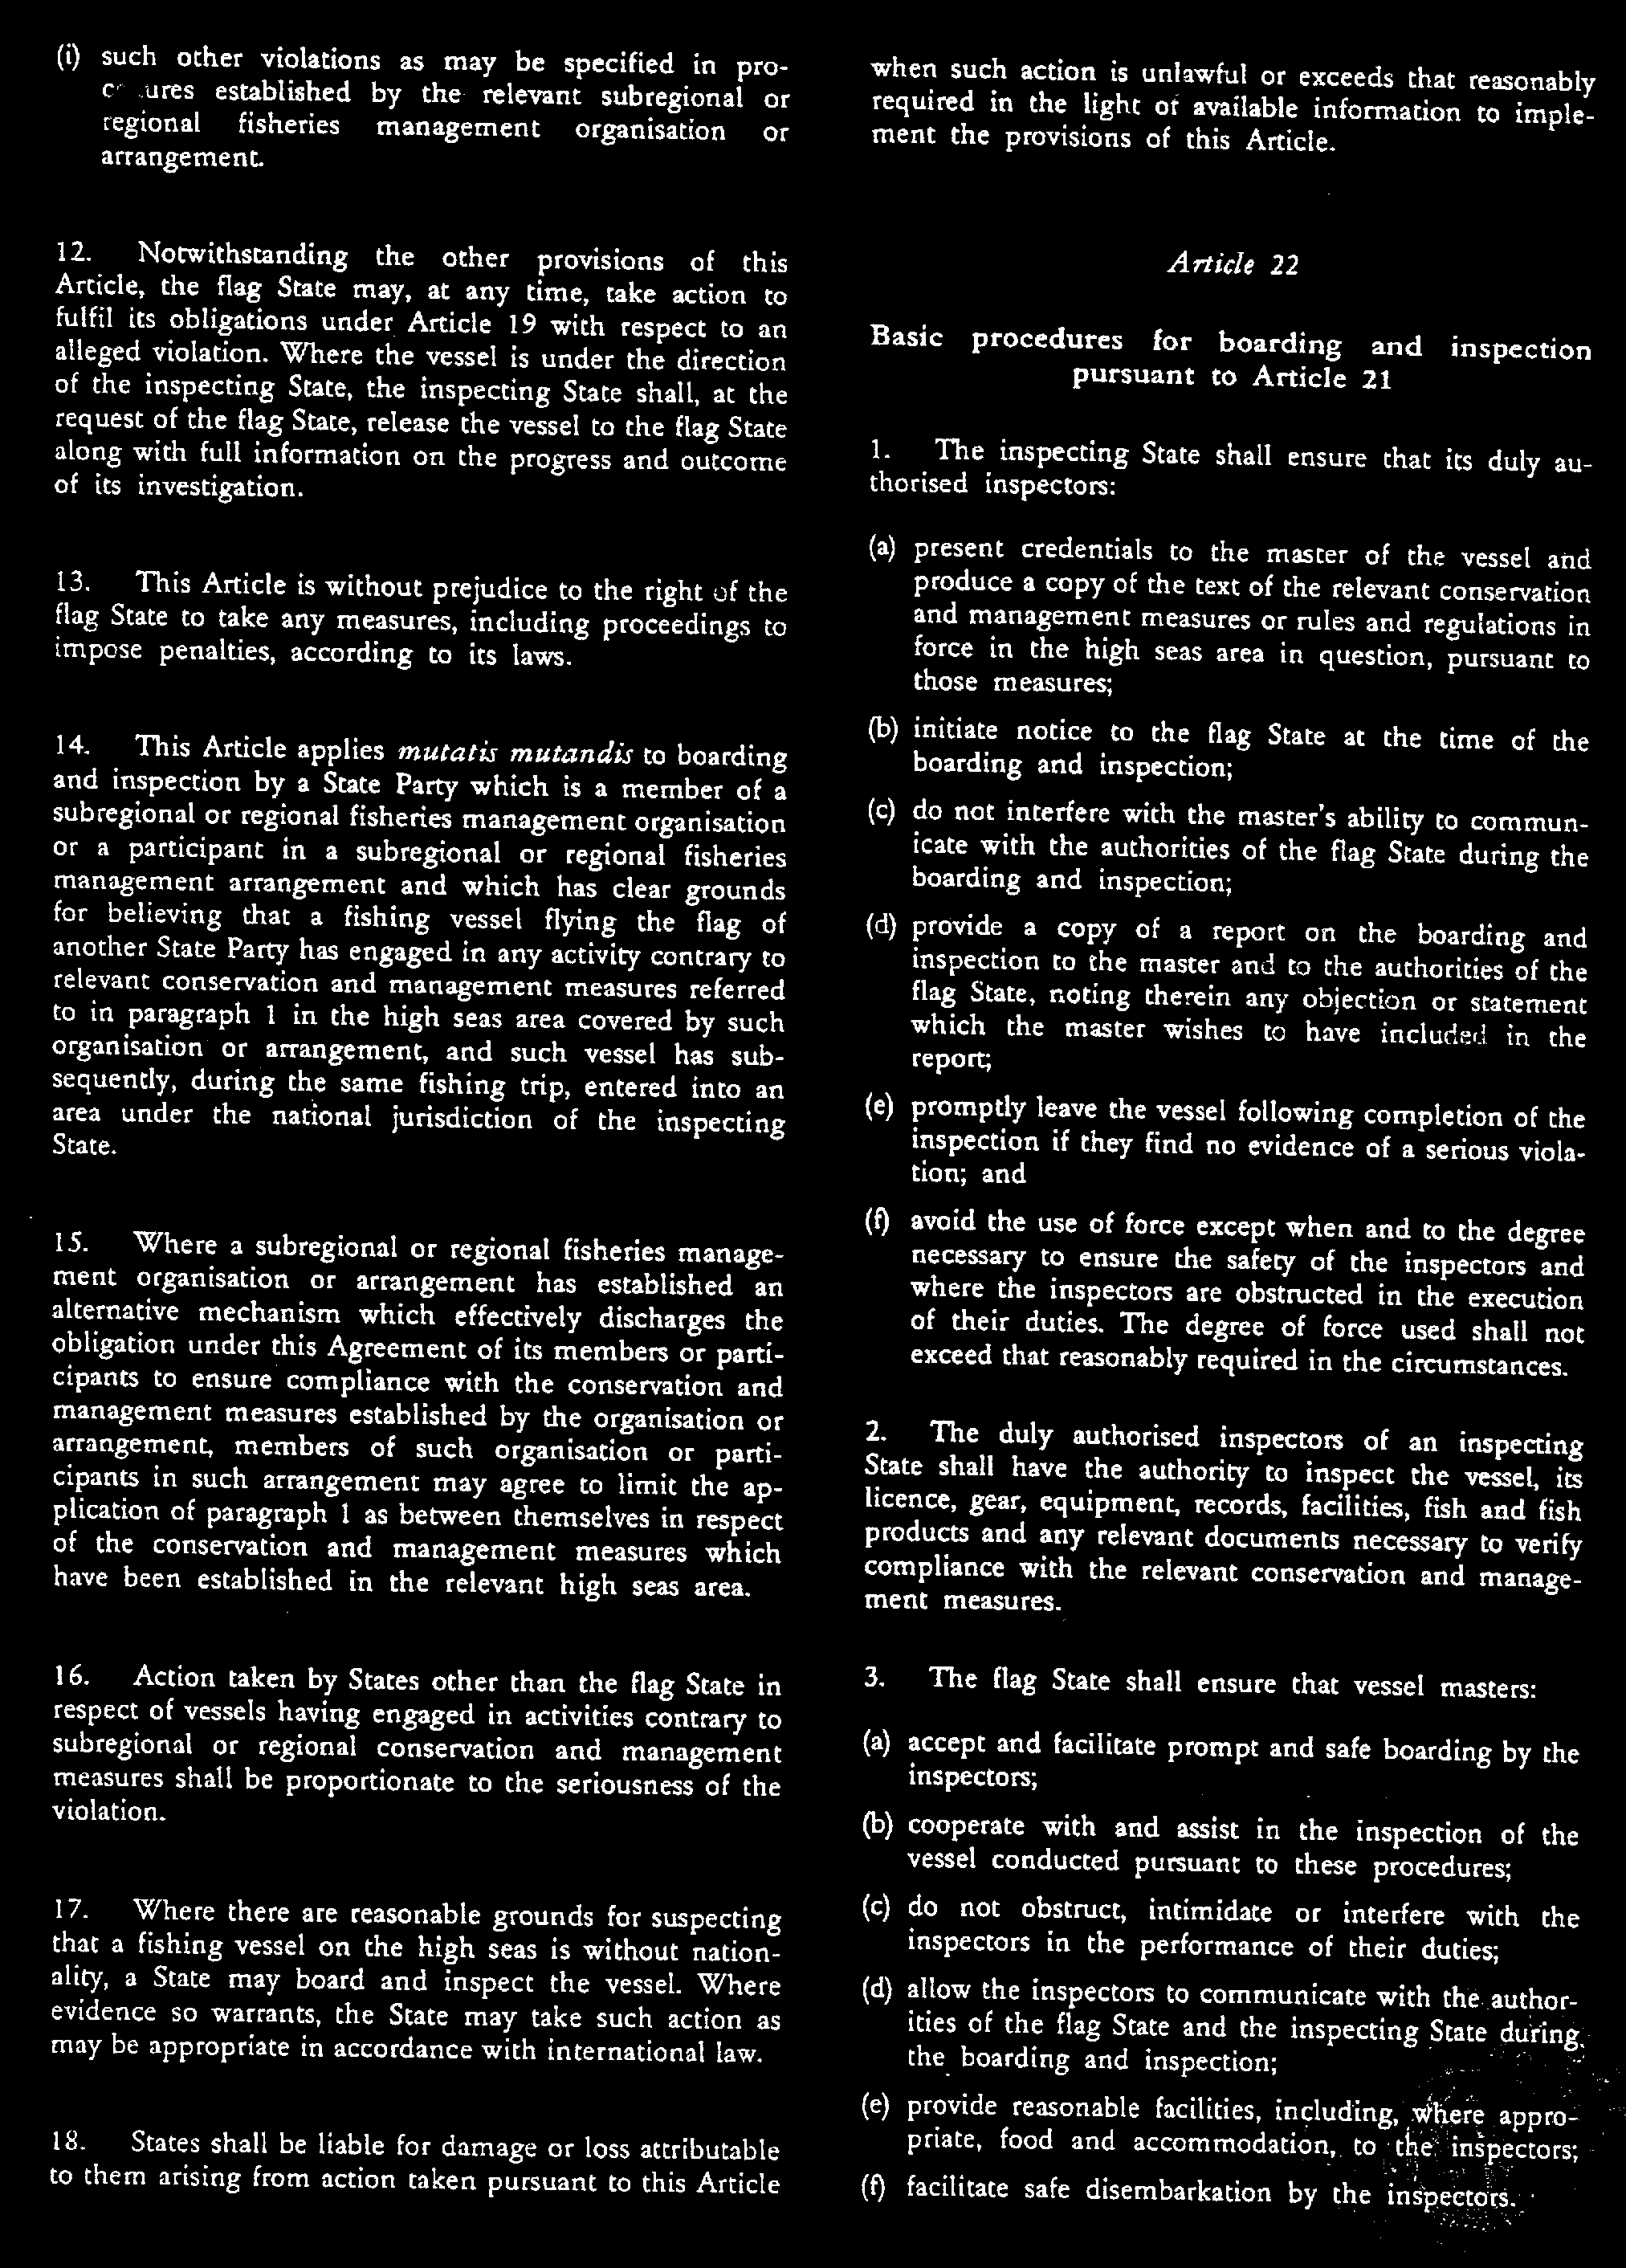 (i) such other violations as may be specified in pro-
ures established by the relevant subregional or
regional fisheries management organisation or
arrangement.
12. Notwithstanding the other provisions of this
Article, the flag State may, at any time, take action to
fulfil its obligations under Article 19 with respect to an
alleged violation. Where the vessel is under the direction
of the inspecting State, the inspecting State shall, at the
request of the flag State, release the vessel to the flag State
along with full information on the progress and outcome
of its investigation.
13. This Article is without prejudice to the right of the
flag State to take any measures, including proceedings to
impose penalties, according to its laws.
14. This Article applies mutatis mutandis to boarding
and inspection by a State Party which is a member of a
subregional or regional fisheries management organisation
or a participant in a subregional or regional fisheries
management arrangement and which has clear grounds
for believing that a fishing vessel flying the flag of
another State Party has engaged in any activity contrary to
relevant conservation and management measures referred
to in paragraph 1 in the high seas area covered by such
organisation or arrangement, and such vessel has sub-
sequently, during the same fishing trip, entered into an
area under the national jurisdiction of the inspecting
State.
15. Where a subregional or regional fisheries manage-
ment organisation or arrangement has established an
alternative mechanism which effectively discharges the
obligation under this Agreement of its members or parti-
cipants to ensure compliance with the conservation and
management measures established by the organisation or
arrangement, members of such organisation or parti-
cipants in such arrangement may agree to limit the ap-
plication of paragraph 1 as between themselves in respect
of the conservation and management measures which
have been established in the relevant high seas area.
16. Action taken by States other than the flag State in
respect of vessels having engaged in activities contrary to
subregional or regional conservation and management
measures shall be proportionate to the seriousness of the
violation.
17. Where there are reasonable grounds for suspecting
that a fishing vessel on the high seas is without nation-
ality, a State may board and inspect the vessel. Where
evidence so warrants, the State may take such action as
may be appropriate in accordance with international law.
18. States shall be liable for damage or loss attributable
to them arising from action taken pursuant to this Article
when such action is unlawful or exceeds that reasonably
required in the light of available information to imple-
ment the provisions of this Article.
Article 22
Basic procedures for boarding and inspection
pursuant to Article 21
1. The inspecting State shall ensure that its duly au-
thorised inspectors:
(a) present credentials to the master of the vessel and
produce a copy of the text of the relevant conservation
and management measures or rules and regulations in
force in the high seas area in question, pursuant to
those measures;
(b) initiate notice to the flag State at the time of the
boarding and inspection;
(c) do not interfere with the master's ability to commun-
icate with the authorities of the flag State during the
boarding and inspection;
(d) provide a copy of a report on the boarding and
inspection to the master and to the authorities of the
flag State, noting therein any objection or statement
which the master wishes to have included in the
report;
(e) promptly leave the vessel following completion of the
inspection if they find no evidence of a serious viola-
tion; and
(f) avoid the use of force except when and to the degree
necessary to ensure the safety of the inspectors and
where the inspectors are obstructed in the execution
of their duties. The degree of force used shall not
exceed that reasonably required in the circumstances.
2. The duly authorised inspectors of an inspecting
State shall have the authority to inspect the vessel, its
licence, gear, equipment, records, facilities, fish and fish
products and any relevant documents necessary to verify
compliance with the relevant conservation and manage-
ment measures.
3. The flag State shall ensure that vessel masters:
(a) accept and facilitate prompt and safe boarding by the
inspectors;
(b) cooperate with and assist in the inspection of the
vessel conducted pursuant to these procedures;
(c) do not obstruct, intimidate or interfere with the
inspectors in the performance of their duties;
(d) allow the inspectors to communicate with the author-
ities of the flag State and the inspecting State during
the boarding and inspection;
(e) provide reasonable facilities, including, where appro-
priate, food and accommodation, to the inspectors;
(f) facilitate safe disembarkation by the inspectors.